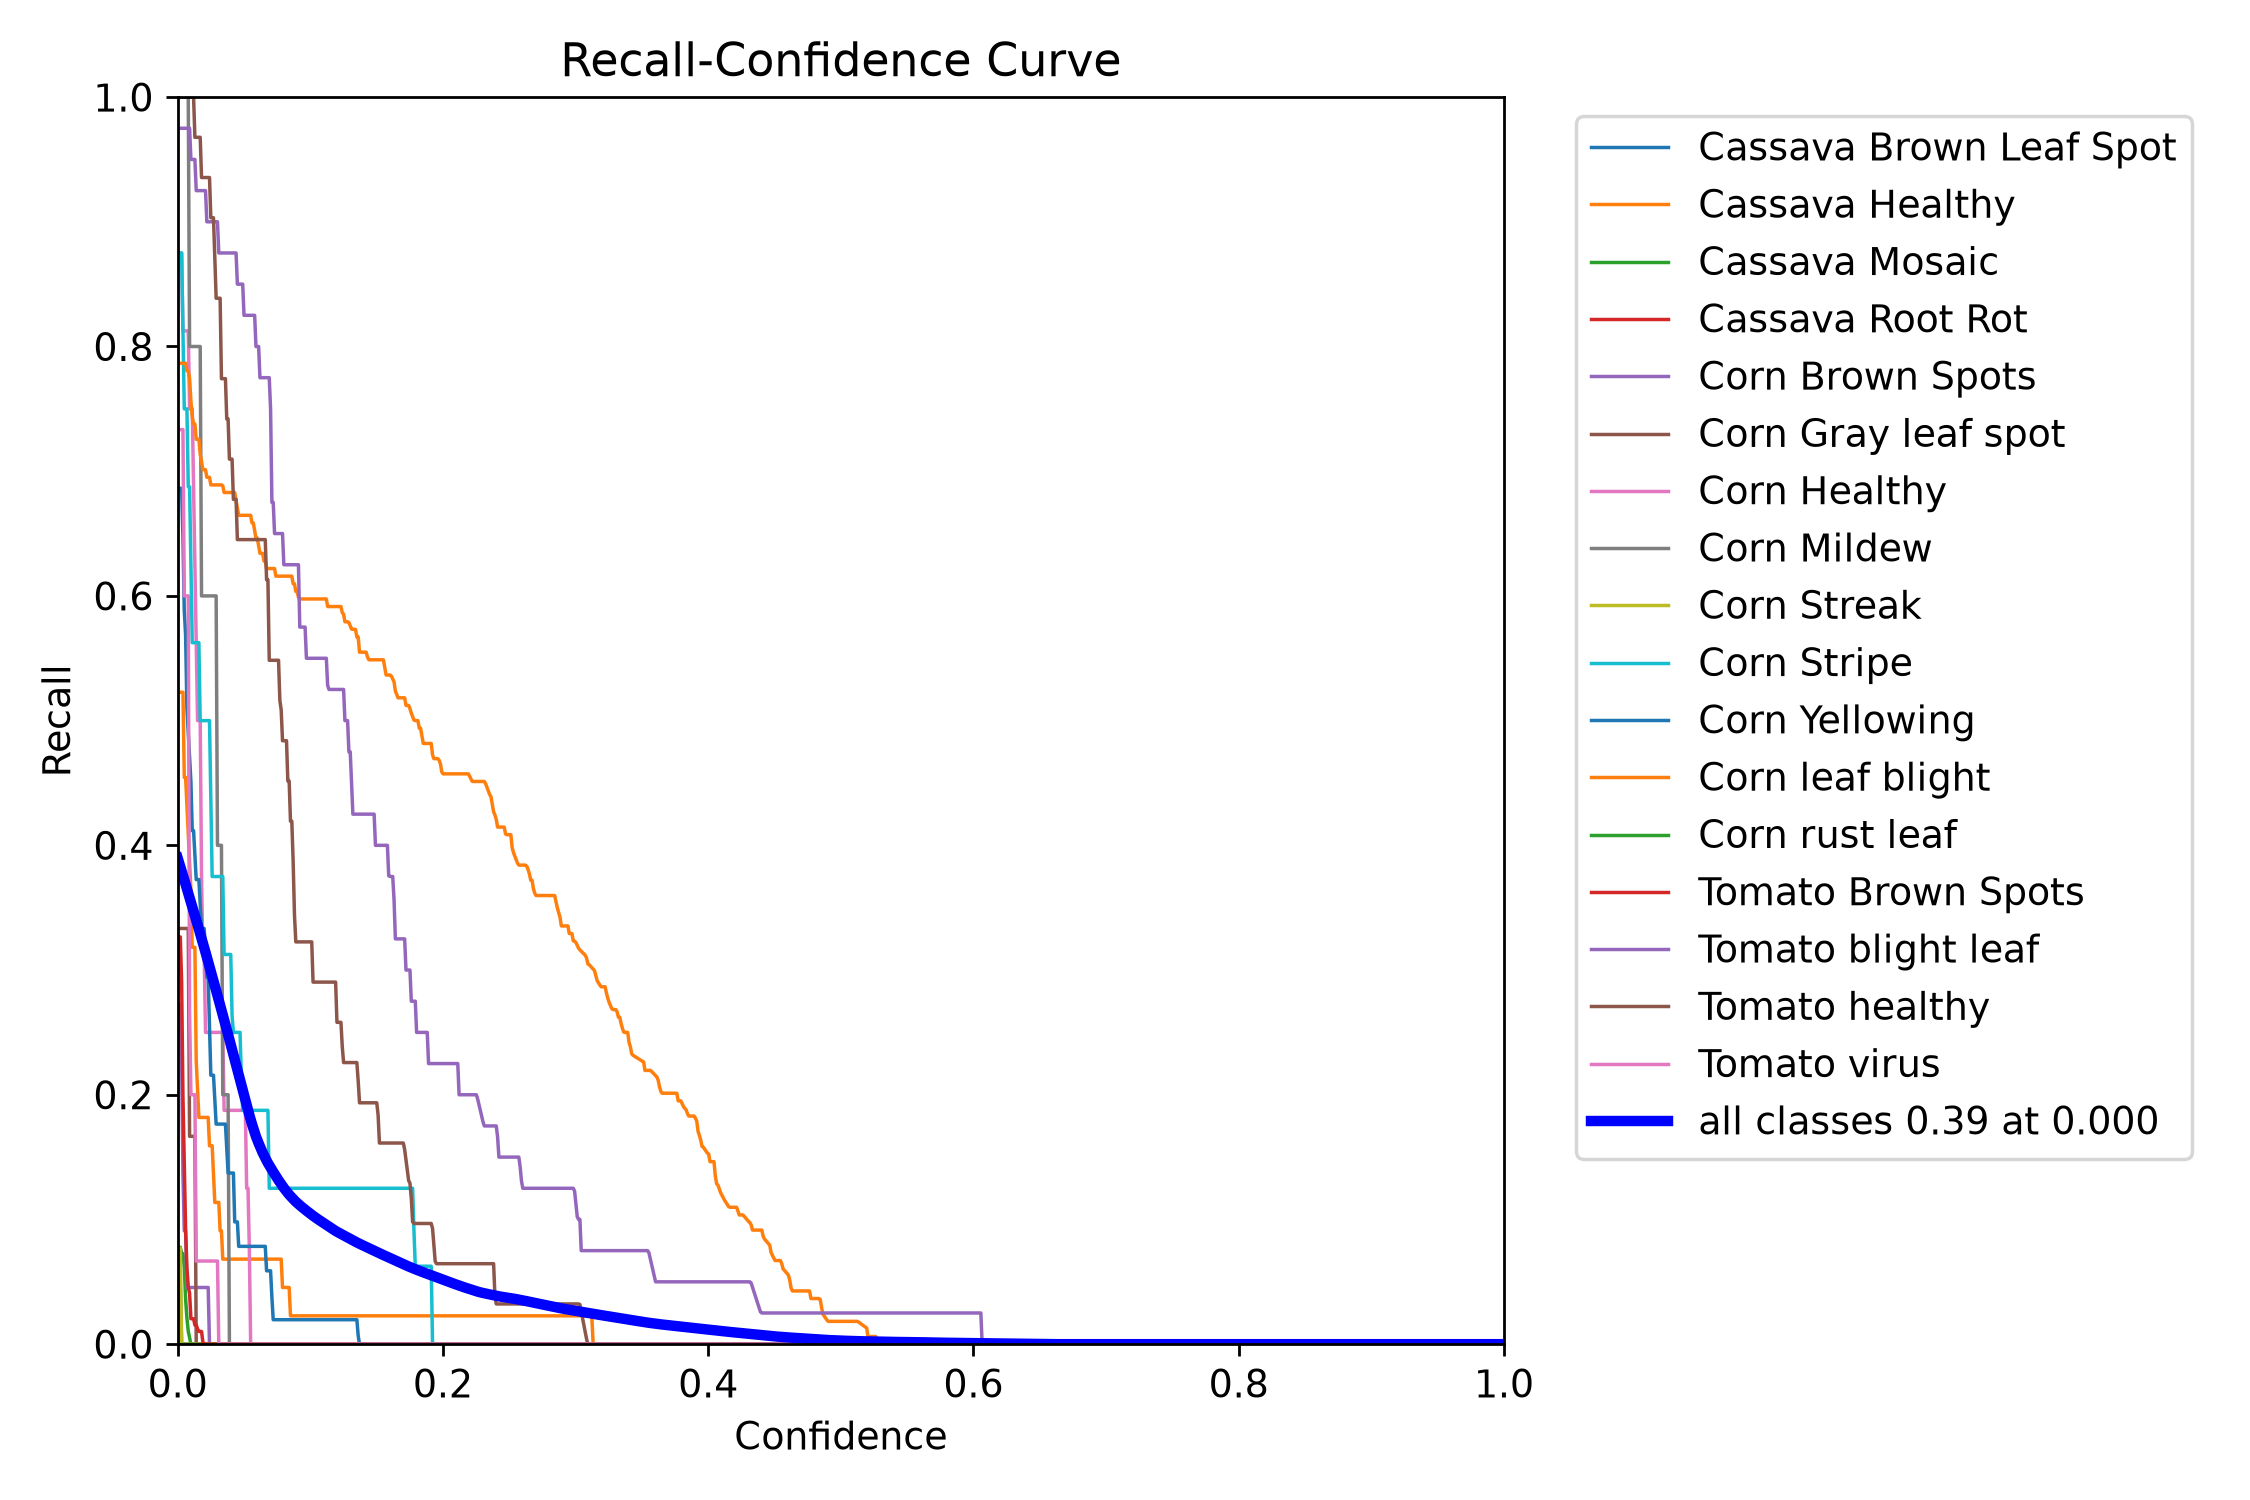 Recall-Confidence Curve
1.0
0.8
0.6
0.4
0.2
0.0
Recall
0.0 0.2 0.4 0.6 0.8 1.0
Confidence
Cassava Brown Leaf Spot
Cassava Healthy
Cassava Mosaic
Cassava Root Rot
Corn Brown Spots
Corn Gray leaf spot
Corn Healthy
Corn Mildew
Corn Streak
Corn Stripe
Corn Yellowing
Corn leaf blight
Corn rust leaf
Tomato Brown Spots
Tomato blight leaf
Tomato healthy
Tomato virus
all classes 0.39 at 0.000